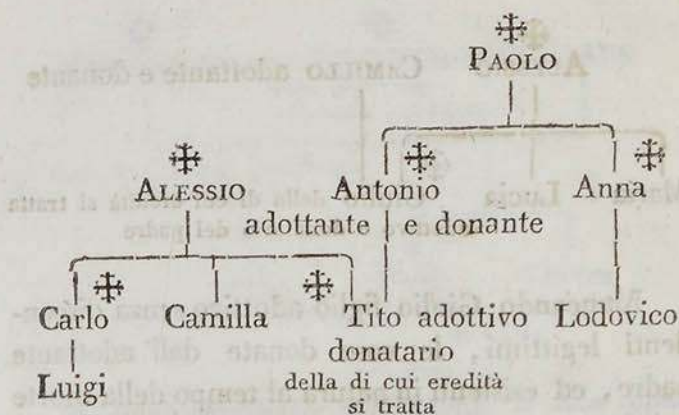 PAOLO
ALESSIO Antonio Anna
adottante e donante
Carlo Camilla Tito adottivo Lodovico
donatario
Luigi della di cui eredità
si tratta